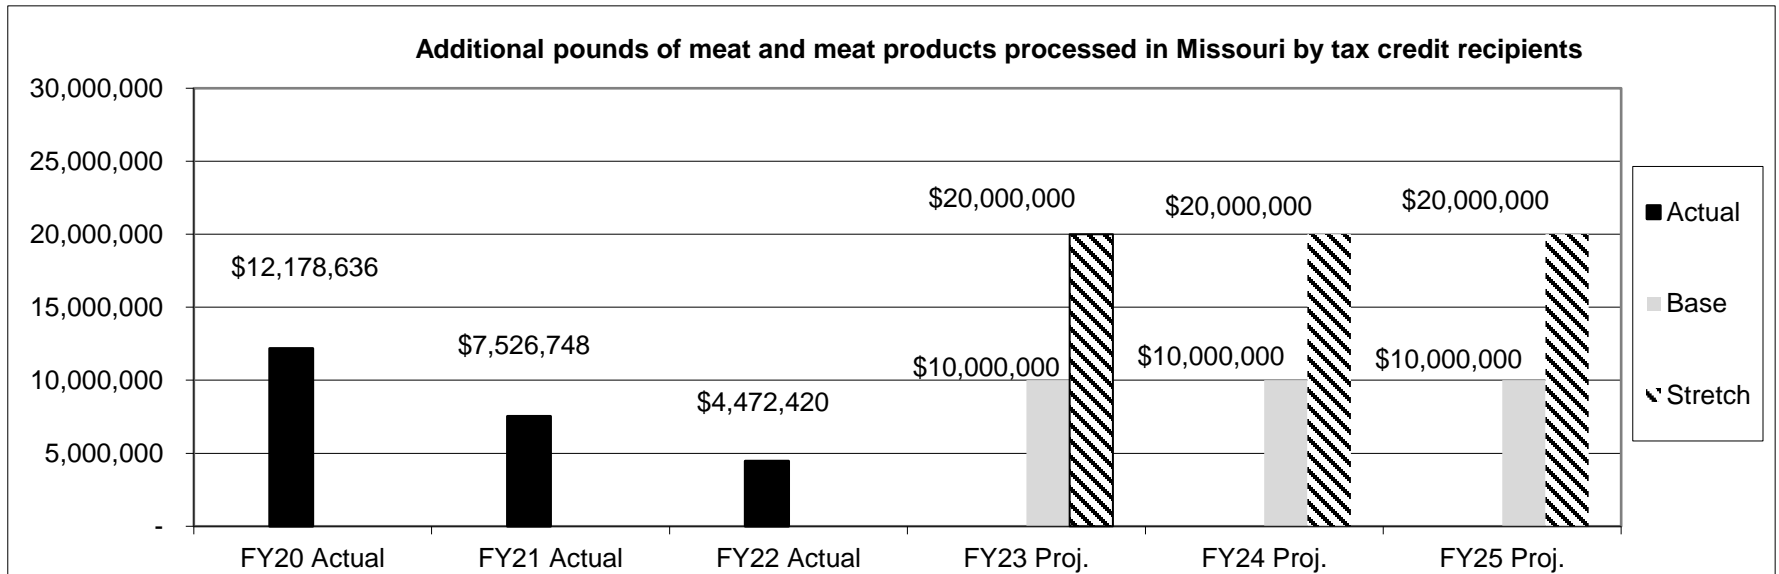 Additional pounds of meat and meat products processed in Missouri by tax credit recipients
30,000,000
25,000,000
20,000,000
15,000,000
10,000,000
5,000,000
-
$12,178,636
$7,526,748
$4,472,420
$10,000,000
$20,000,000
$10,000,000
$20,000,000
$10,000,000
$20,000,000
FY20 Actual
FY21 Actual
FY22 Actual
FY23 Proj.
FY24 Proj.
FY25 Proj.
Actual
Base
Stretch